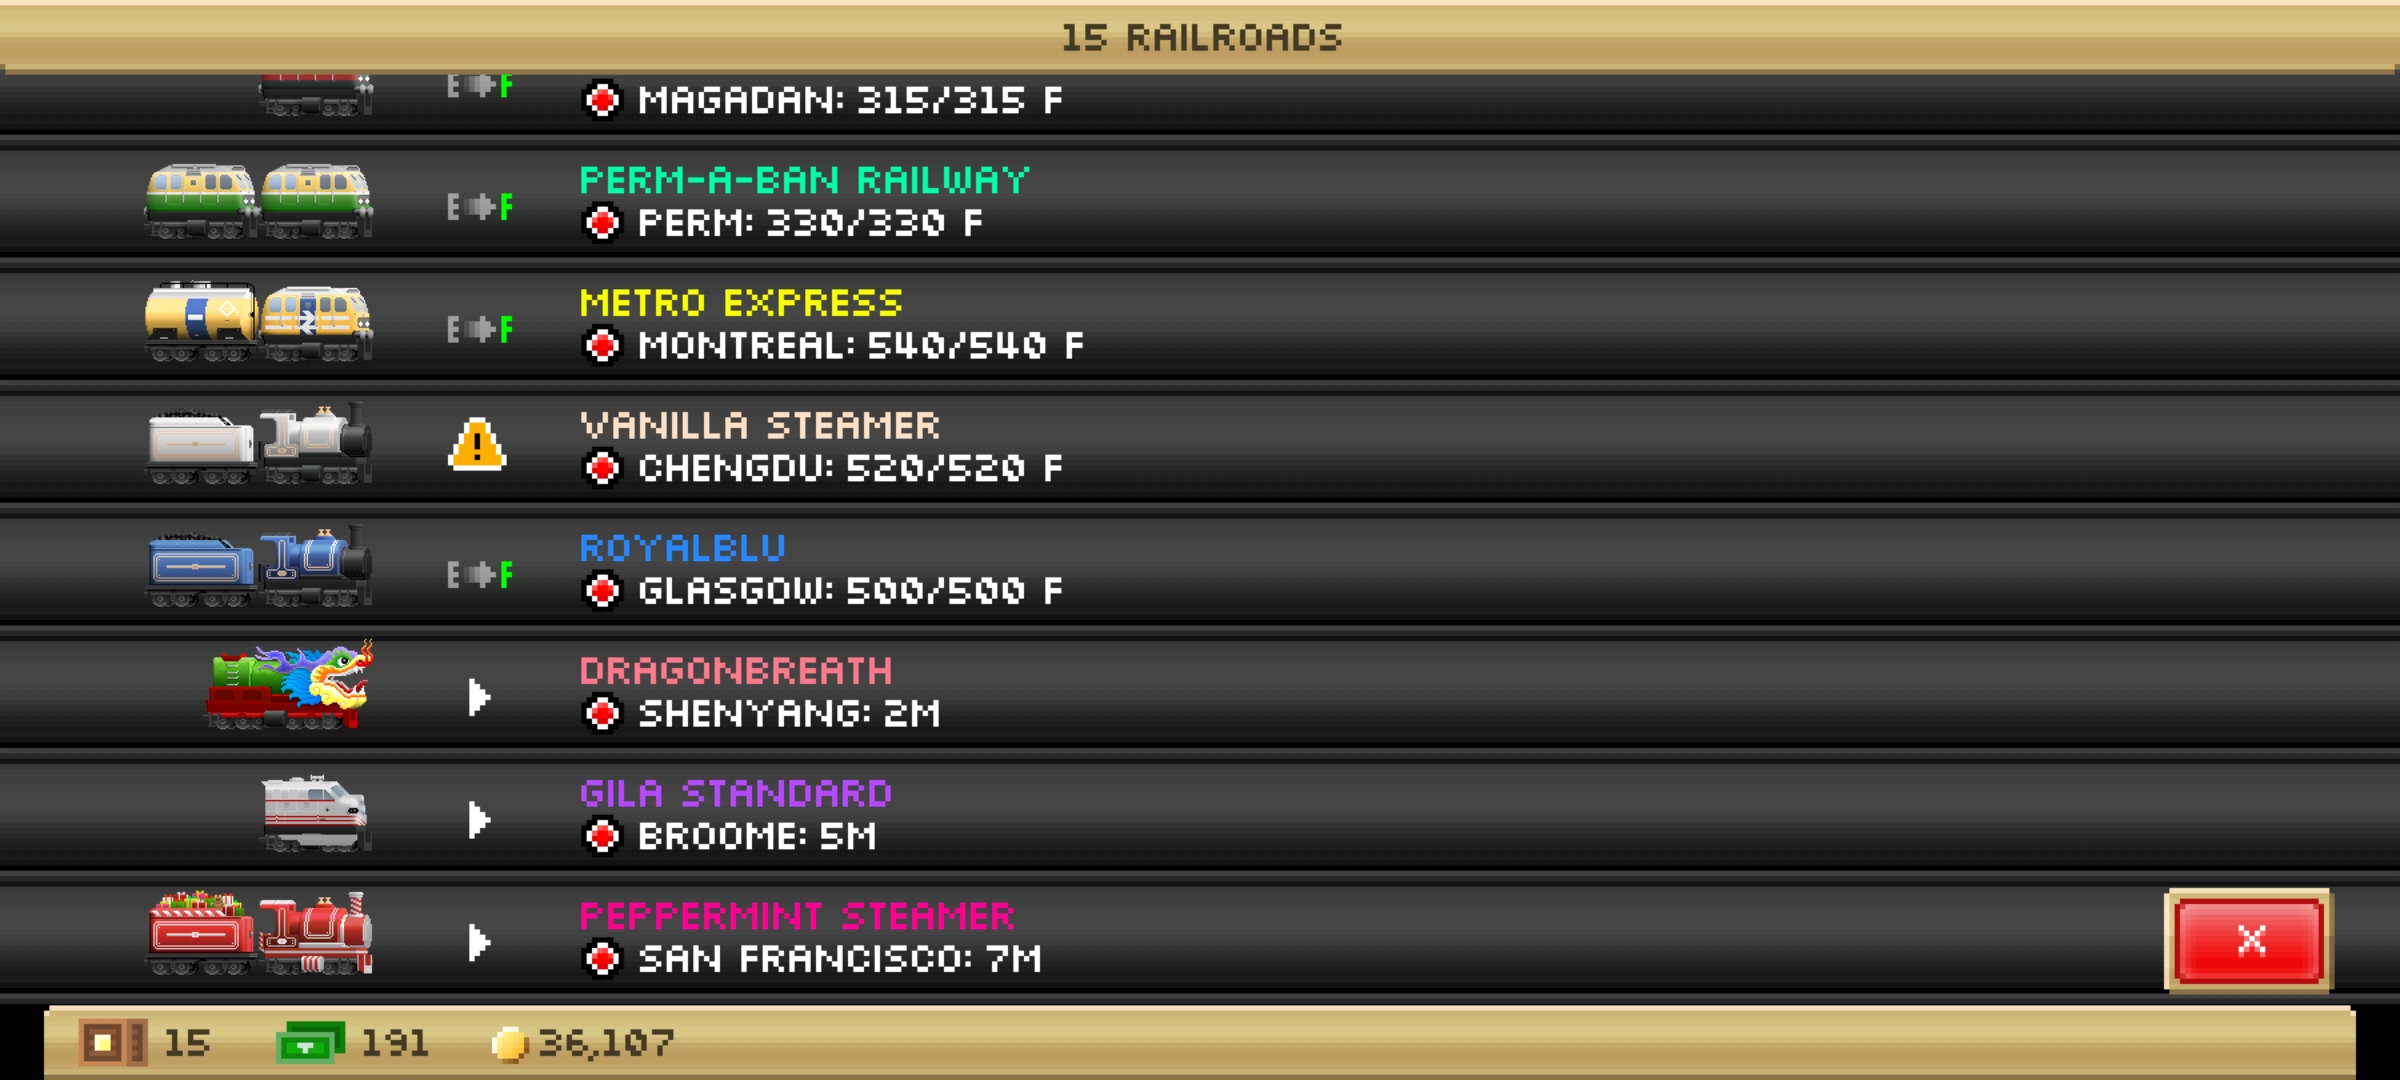 15 RAILROADS
E F
MAGADAN: 315/315 F
PERM-A-BAN RAILWAY
E F
PERM: 330/330 F
METRO EXPRESS
E F
MONTREAL: 540/540 F
VANILLA STEAMER
!
CHENGDU: 520/520 F
ROYALBLU
E F
GLASGOW: 500/500 F
DRAGONBREATH
SHENYANG: 2M
GILA STANDARD
BROOME: 5M
PEPPERMINT STEAMER
SAN FRANCISCO: 7M
X
15 191 36,107